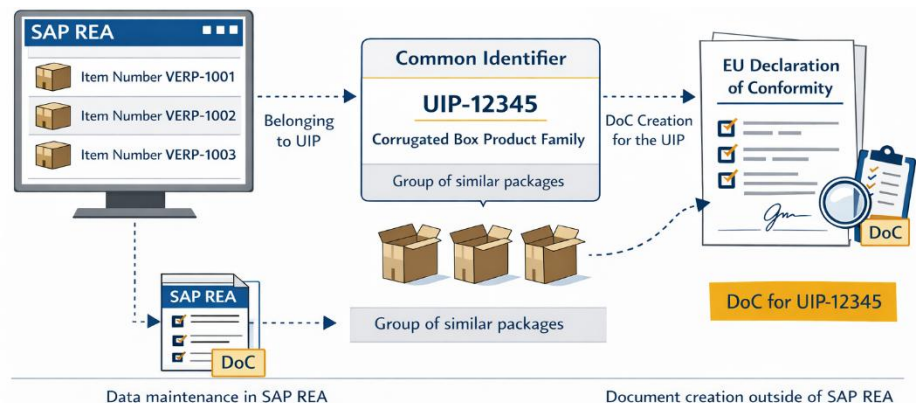 SAP REA
Item Number VERP-1001
Item Number VERP-1002
Item Number VERP-1003
Belonging
to UIP
Common Identifier
UIP-12345
Corrugated Box Product Family
Group of similar packages
DoC Creation
for the UIP
EU Declaration
of Conformity
DoC
DoC for UIP-12345
SAP REA
DoC
Group of similar packages
Data maintenance in SAP REA
Document creation outside of SAP REA